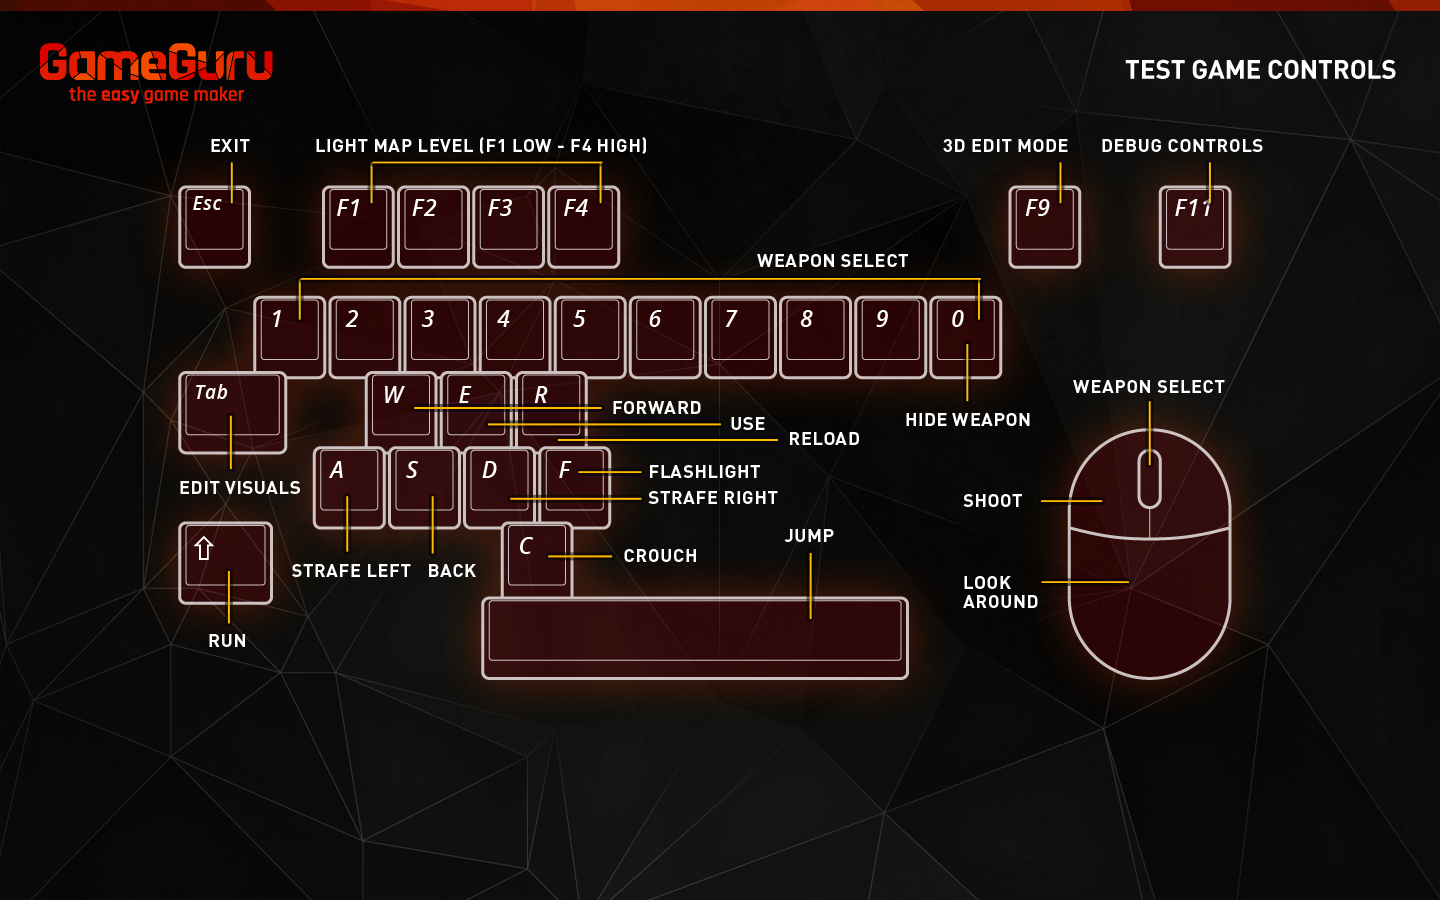 GameGuru
the easy game maker
TEST GAME CONTROLS
EXIT
LIGHT MAP LEVEL (F1 LOW - F4 HIGH)
3D EDIT MODE
DEBUG CONTROLS
Esc
F1
F2
F3
F4
F9
F11
WEAPON SELECT
1
2
3
4
5
6
7
8
9
0
Tab
W
E
R
FORWARD
USE
RELOAD
HIDE WEAPON
WEAPON SELECT
EDIT VISUALS
A
S
D
F
FLASHLIGHT
STRAFE RIGHT
SHOOT
STRAFE LEFT
BACK
C
CROUCH
JUMP
LOOK
AROUND
RUN